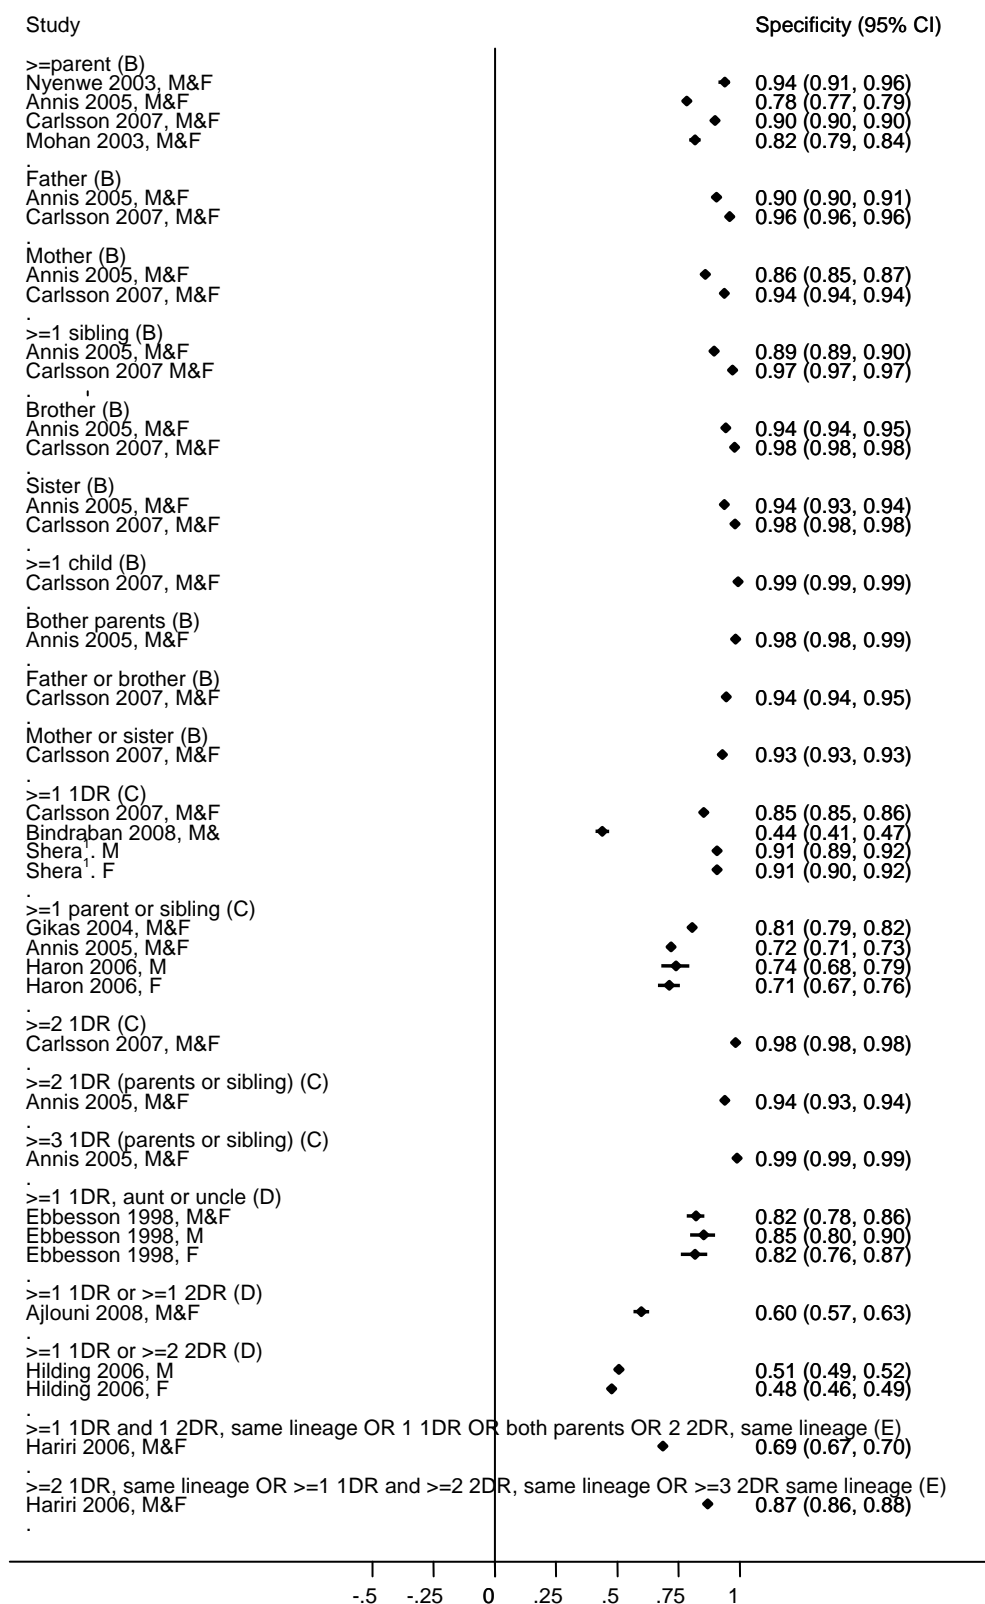 Study Specificity (95% CI)
>=parent (B)
Nyenwe 2003, M&F 0.94 (0.91, 0.96)
Annis 2005, M&F 0.78 (0.77, 0.79)
Carlsson 2007, M&F 0.90 (0.90, 0.90)
Mohan 2003, M&F 0.82 (0.79, 0.84)
.
Father (B)
Annis 2005, M&F 0.90 (0.90, 0.91)
Carlsson 2007, M&F 0.96 (0.96, 0.96)
.
Mother (B)
Annis 2005, M&F 0.86 (0.85, 0.87)
Carlsson 2007, M&F 0.94 (0.94, 0.94)
.
>=1 sibling (B)
Annis 2005, M&F 0.89 (0.89, 0.90)
Carlsson 2007 M&F 0.97 (0.97, 0.97)
. '
Brother (B)
Annis 2005, M&F 0.94 (0.94, 0.95)
Carlsson 2007, M&F 0.98 (0.98, 0.98)
.
Sister (B)
Annis 2005, M&F 0.94 (0.93, 0.94)
Carlsson 2007, M&F 0.98 (0.98, 0.98)
.
>=1 child (B)
Carlsson 2007, M&F 0.99 (0.99, 0.99)
.
Bother parents (B)
Annis 2005, M&F 0.98 (0.98, 0.99)
.
Father or brother (B)
Carlsson 2007, M&F 0.94 (0.94, 0.95)
.
Mother or sister (B)
Carlsson 2007, M&F 0.93 (0.93, 0.93)
.
>=1 1DR (C)
Carlsson 2007, M&F 0.85 (0.85, 0.86)
Bindraban 2008, M& 0.44 (0.41, 0.47)
Shera¹. M 0.91 (0.89, 0.92)
Shera¹. F 0.91 (0.90, 0.92)
.
>=1 parent or sibling (C)
Gikas 2004, M&F 0.81 (0.79, 0.82)
Annis 2005, M&F 0.72 (0.71, 0.73)
Haron 2006, M 0.74 (0.68, 0.79)
Haron 2006, F 0.71 (0.67, 0.76)
.
>=2 1DR (C)
Carlsson 2007, M&F 0.98 (0.98, 0.98)
.
>=2 1DR (parents or sibling) (C)
Annis 2005, M&F 0.94 (0.93, 0.94)
.
>=3 1DR (parents or sibling) (C)
Annis 2005, M&F 0.99 (0.99, 0.99)
.
>=1 1DR, aunt or uncle (D)
Ebbesson 1998, M&F 0.82 (0.78, 0.86)
Ebbesson 1998, M 0.85 (0.80, 0.90)
Ebbesson 1998, F 0.82 (0.76, 0.87)
.
>=1 1DR or >=1 2DR (D)
Ajlouni 2008, M&F 0.60 (0.57, 0.63)
.
>=1 1DR or >=2 2DR (D)
Hilding 2006, M 0.51 (0.49, 0.52)
Hilding 2006, F 0.48 (0.46, 0.49)
.
>=1 1DR and 1 2DR, same lineage OR 1 1DR OR both parents OR 2 2DR, same lineage (E)
Hariri 2006, M&F 0.69 (0.67, 0.70)
.
>=2 1DR, same lineage OR >=1 1DR and >=2 2DR, same lineage OR >=3 2DR same lineage (E)
Hariri 2006, M&F 0.87 (0.86, 0.88)
.
-.5 -.25 0 .25 .5 .75 1